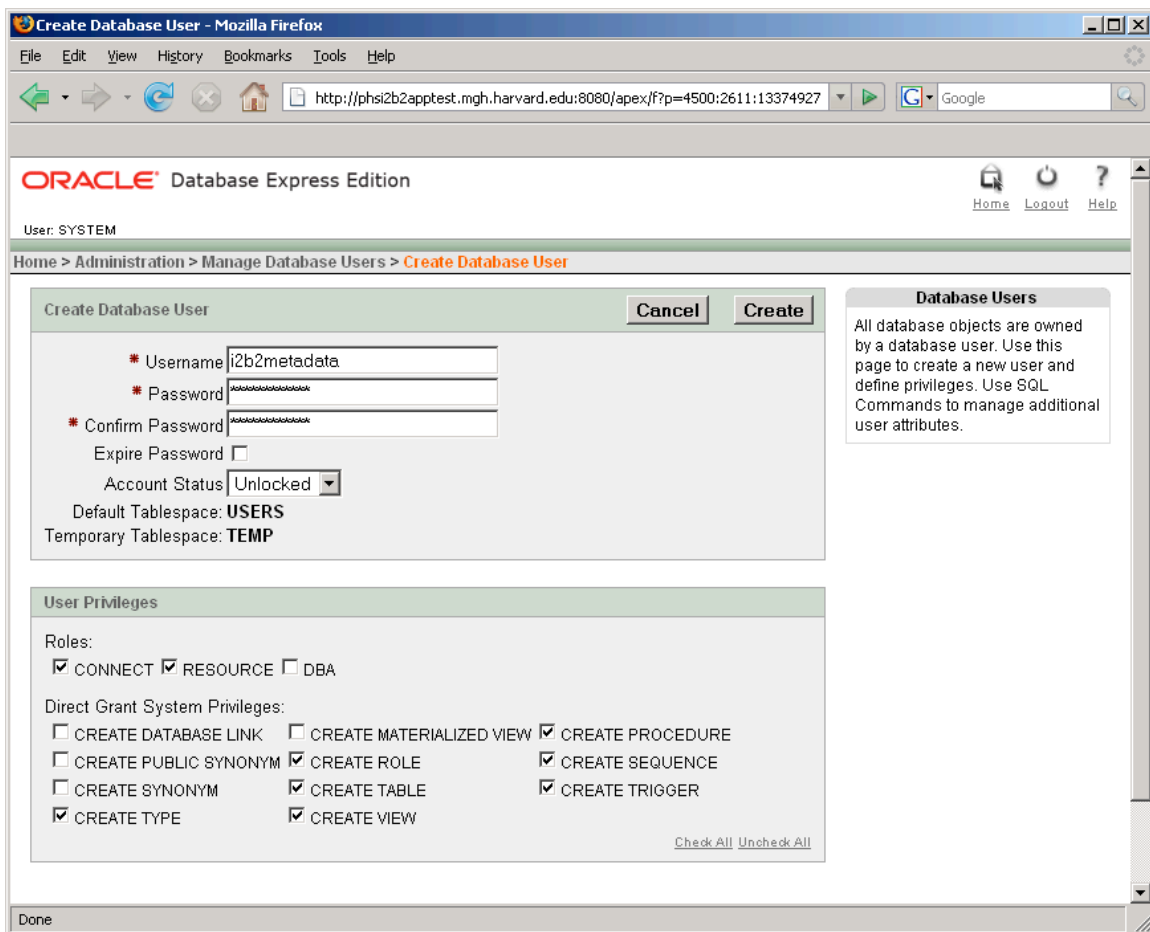 Create Database User - Mozilla Firefox
File Edit View History Bookmarks Tools Help
http://phsi2b2apptest.mgh.harvard.edu:8080/apex/f?p=4500:2611:13374927
G Google
ORACLE Database Express Edition
Home Logout ? Help
User: SYSTEM
Home > Administration > Manage Database Users > Create Database User
Create Database User Cancel Create
* Username i2b2metadata
* Password **************
* Confirm Password **************
Expire Password
Account Status Unlocked
Default Tablespace: USERS
Temporary Tablespace: TEMP
Database Users
All database objects are owned
by a database user. Use this
page to create a new user and
define privileges. Use SQL
Commands to manage additional
user attributes.
User Privileges
Roles:
CONNECT RESOURCE DBA
Direct Grant System Privileges:
CREATE DATABASE LINK CREATE MATERIALIZED VIEW CREATE PROCEDURE
CREATE PUBLIC SYNONYM CREATE ROLE CREATE SEQUENCE
CREATE SYNONYM CREATE TABLE CREATE TRIGGER
CREATE TYPE CREATE VIEW
Check All Uncheck All
Done